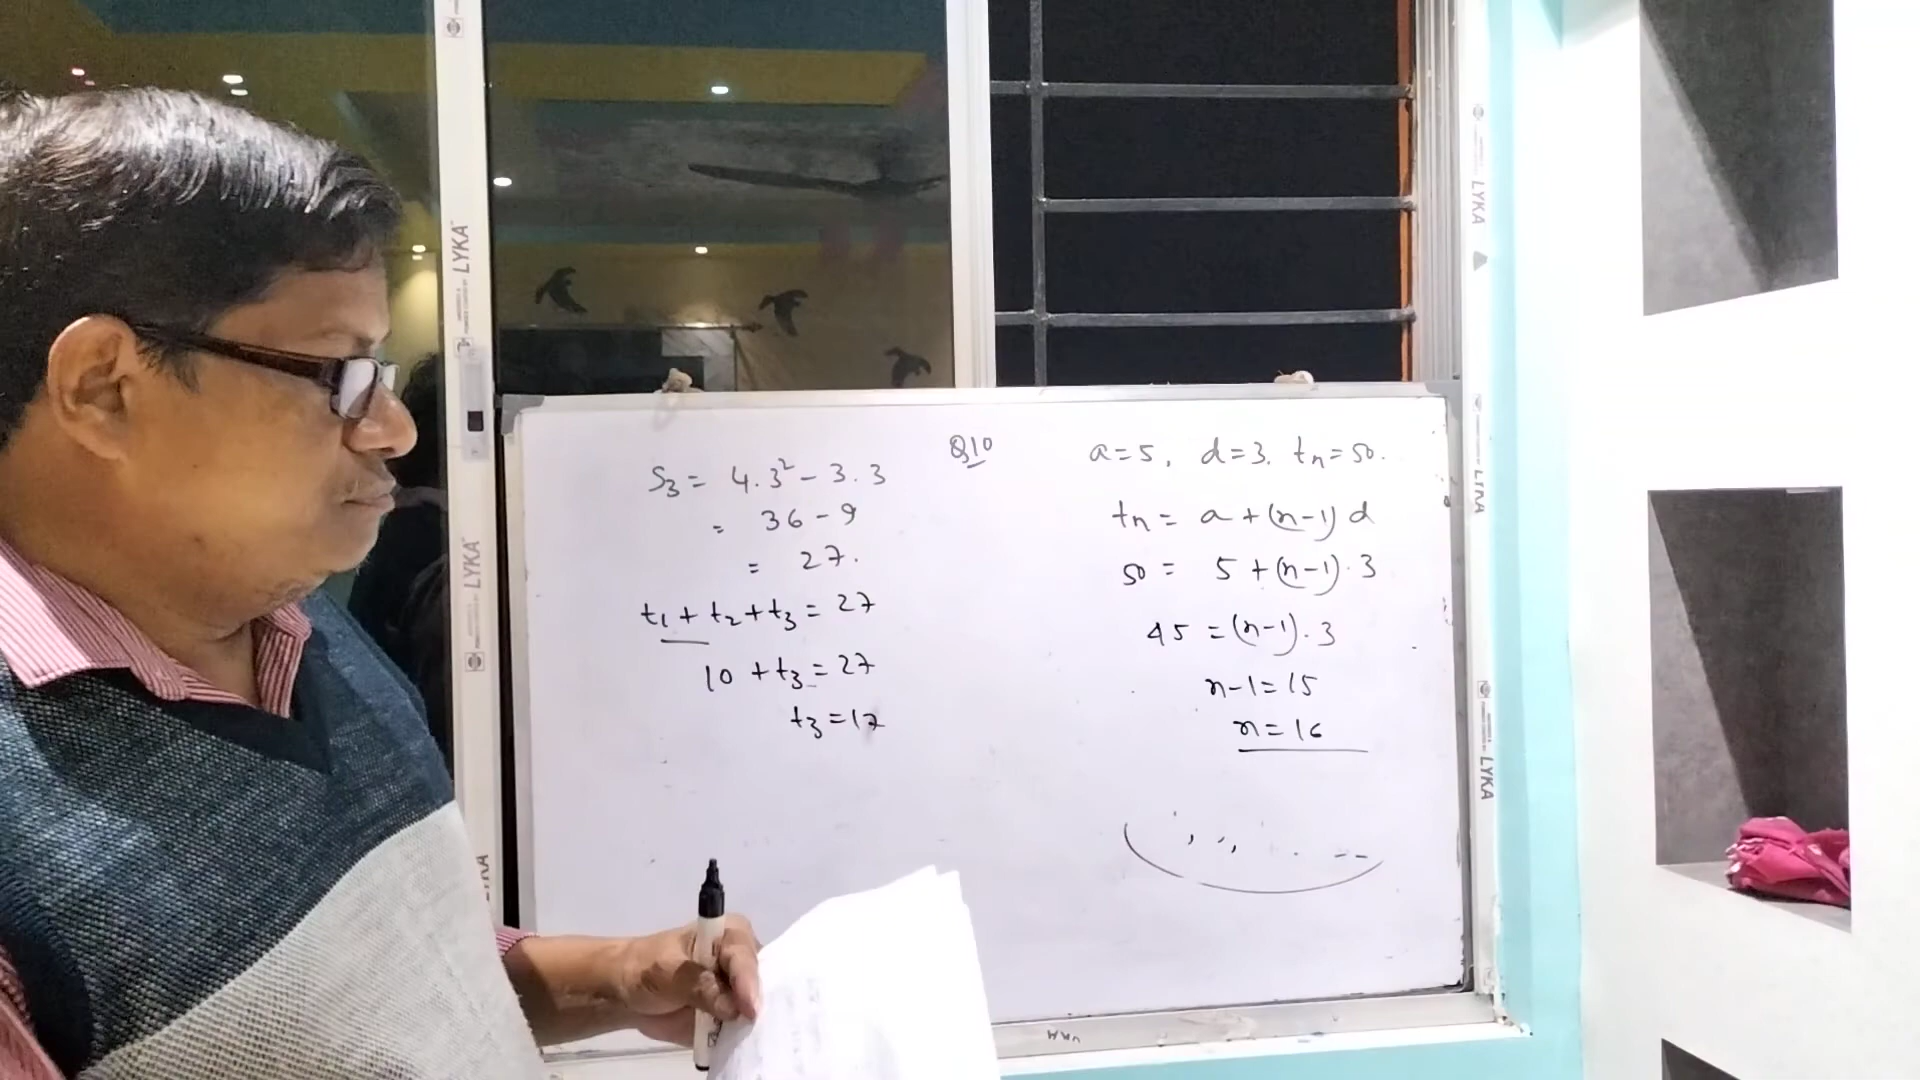 S₃ = 4.3² - 3.3
= 36 - 9
= 27.
t₁ + t₂ + t₃ = 27
10 + t₃ = 27
t₃ = 17
Q10
a = 5, d = 3, tₙ = 50.
tₙ = a + (n-1) d
50 = 5 + (n-1) . 3
45 = (n-1) . 3
n-1 = 15
n = 16
LYKA
LYKA
LYKA
LYKA
LYKA
LYKA